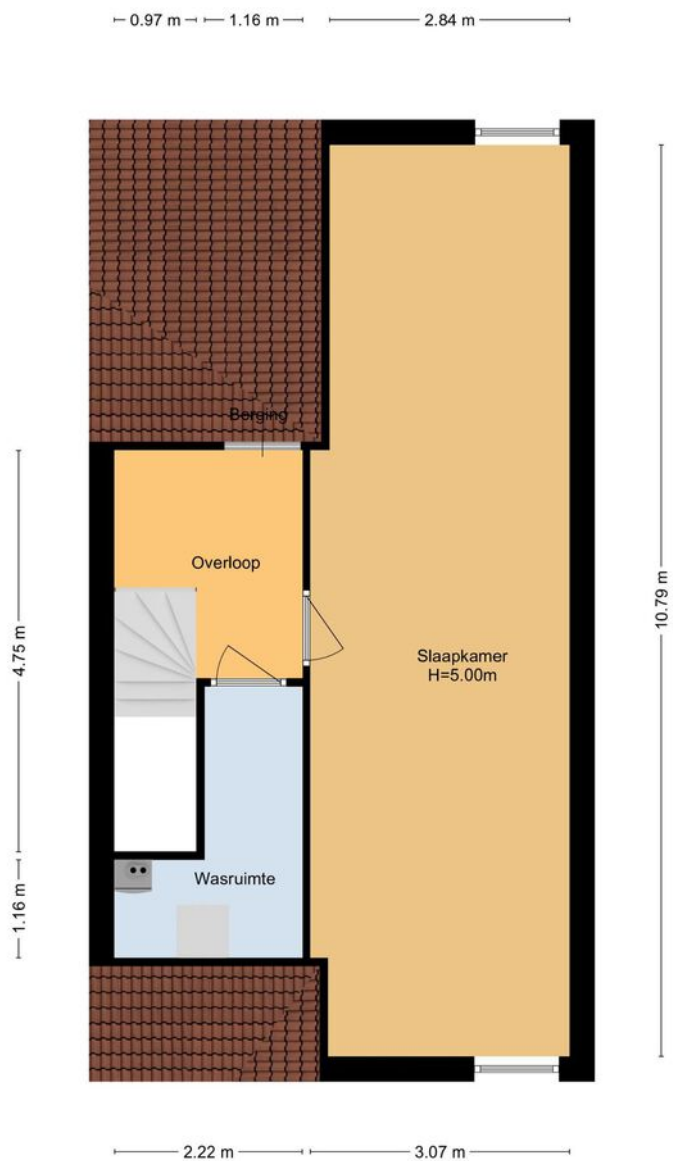 0.97 m 1.16 m 2.84 m
Berging
Overloop
4.75 m
10.79 m
Slaapkamer
H=5.00m
Wasruimte
1.16 m
2.22 m 3.07 m